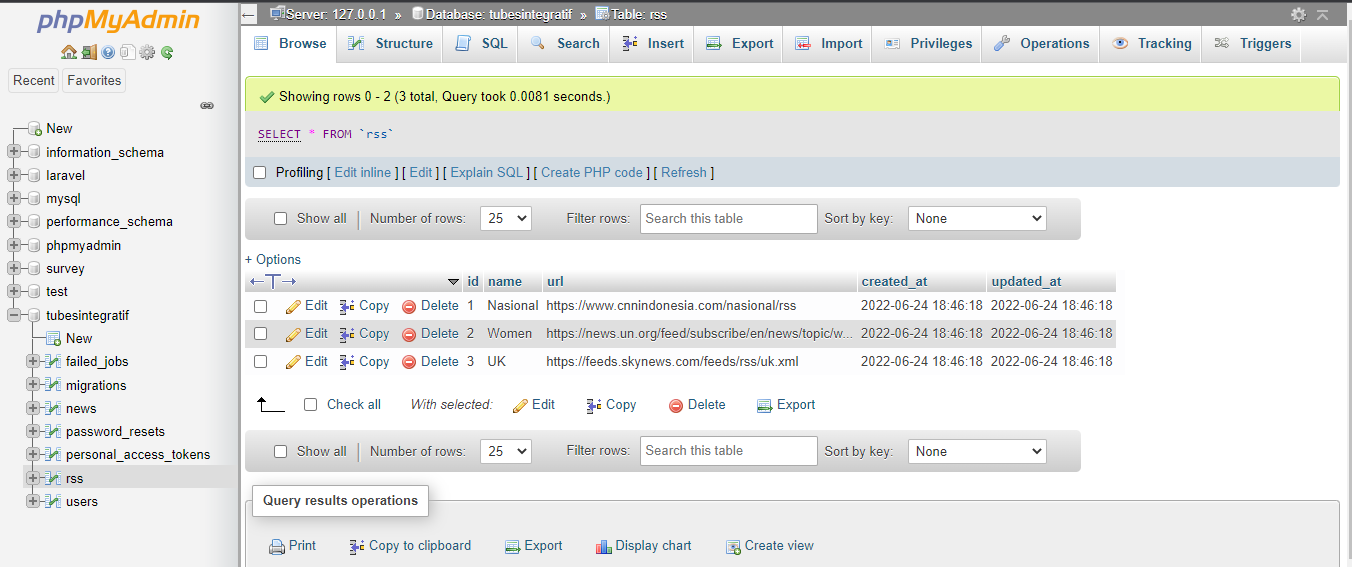 phpMyAdmin
Recent Favorites
New
information_schema
laravel
mysql
performance_schema
phpmyadmin
survey
test
tubesintegratif
New
failed_jobs
migrations
news
password_resets
personal_access_tokens
rss
users
Server: 127.0.0.1 » Database: tubesintegratif » Table: rss
Browse Structure SQL Search Insert Export Import Privileges Operations Tracking Triggers
Showing rows 0 - 2 (3 total, Query took 0.0081 seconds.)
SELECT * FROM `rss`
Profiling [ Edit inline ] [ Edit ] [ Explain SQL ] [ Create PHP code ] [ Refresh ]
Show all Number of rows: 25 Filter rows: Search this table Sort by key: None
+ Options
id name url created_at updated_at
Edit Copy Delete 1 Nasional https://www.cnnindonesia.com/nasional/rss 2022-06-24 18:46:18 2022-06-24 18:46:18
Edit Copy Delete 2 Women https://news.un.org/feed/subscribe/en/news/topic/w... 2022-06-24 18:46:18 2022-06-24 18:46:18
Edit Copy Delete 3 UK https://feeds.skynews.com/feeds/rss/uk.xml 2022-06-24 18:46:18 2022-06-24 18:46:18
Check all With selected: Edit Copy Delete Export
Show all Number of rows: 25 Filter rows: Search this table Sort by key: None
Query results operations
Print Copy to clipboard Export Display chart Create view